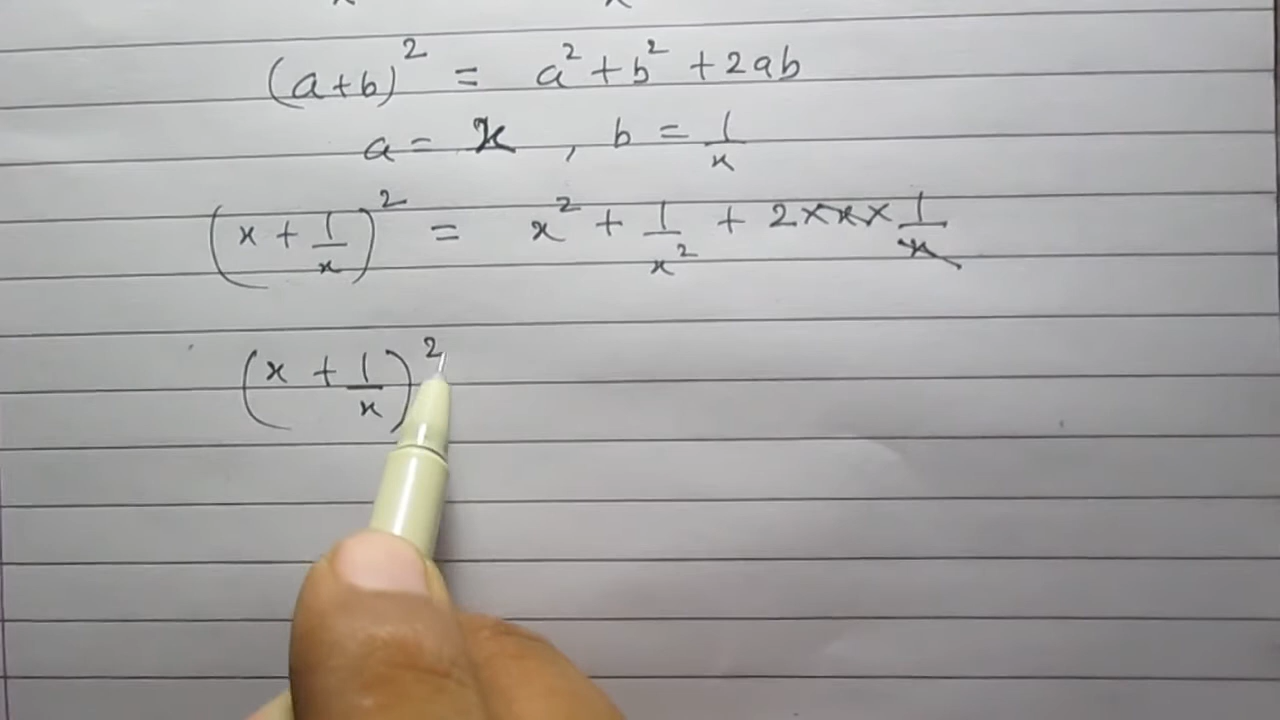 (a+b)² = a² + b² + 2ab
a = x , b = 1/x
(x + 1/x)² = x² + 1/x² + 2 × x × 1/x
(x + 1/x)²